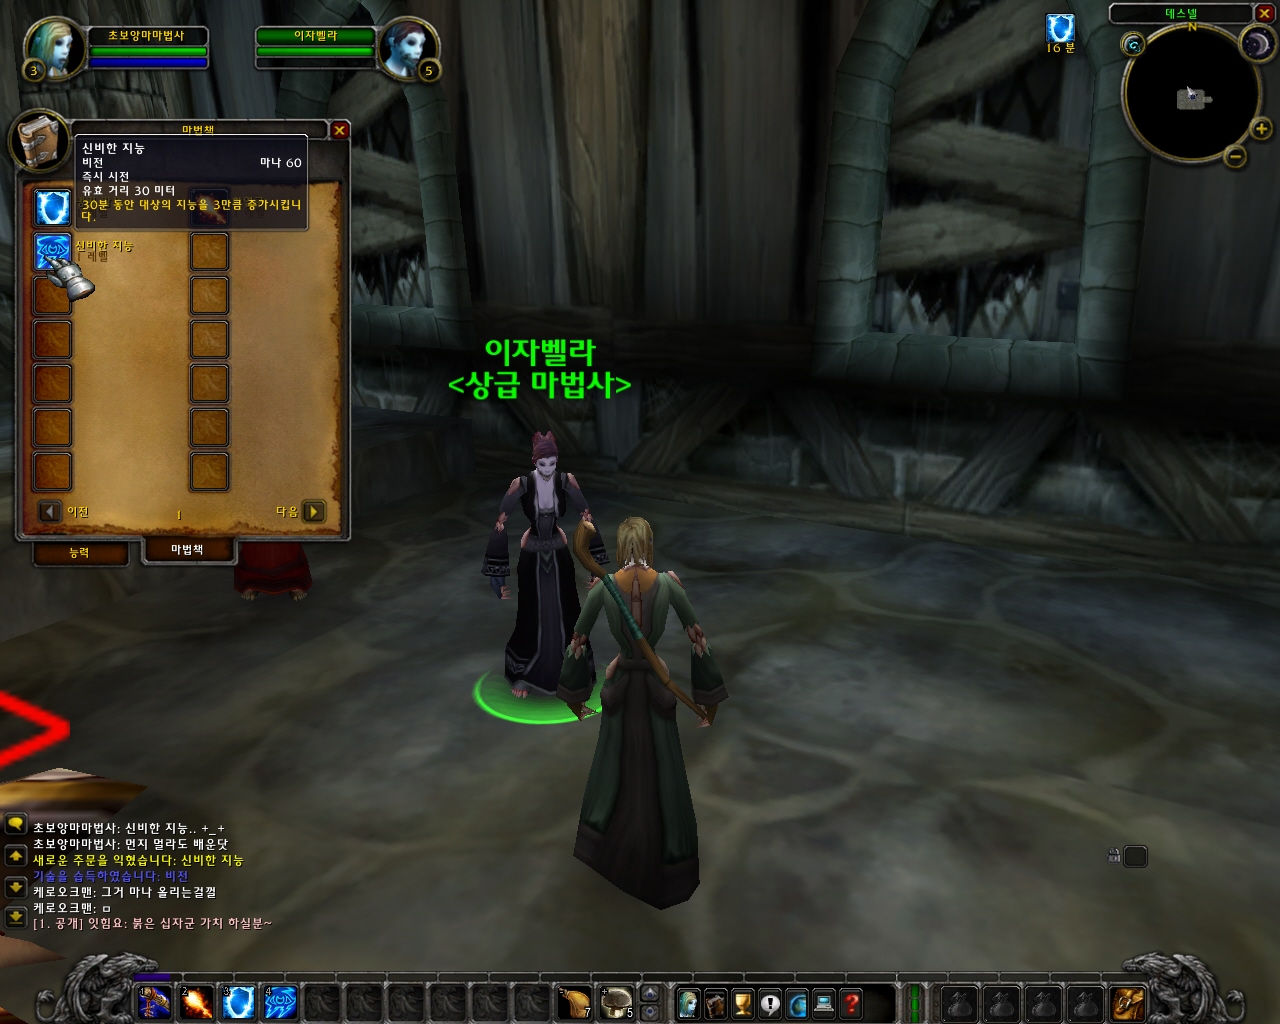 초보앙마마법사
3
이자벨라
5
16 분
데스넬
N
마법책
신비한 지능
비전 마나 60
즉시 시전
유효 거리 30 미터
30분 동안 대상의 지능을 3만큼 증가시킵니
다.
신비한 지능
1 레벨
이전 1 다음
능력 마법책
이자벨라
<상급 마법사>
초보앙마마법사: 신비한 지능.. +_+
초보앙마마법사: 먼지 멀라도 배운닷
새로운 주문을 익혔습니다: 신비한 지능
기술을 습득하였습니다: 비전
케로오크맨: 그거 마나 올리는걸껄
케로오크맨: ㅁ
[1. 공개] 잇힘요: 붉은 십자군 가치 하실분~
1 2 3 4 - 7 + 5